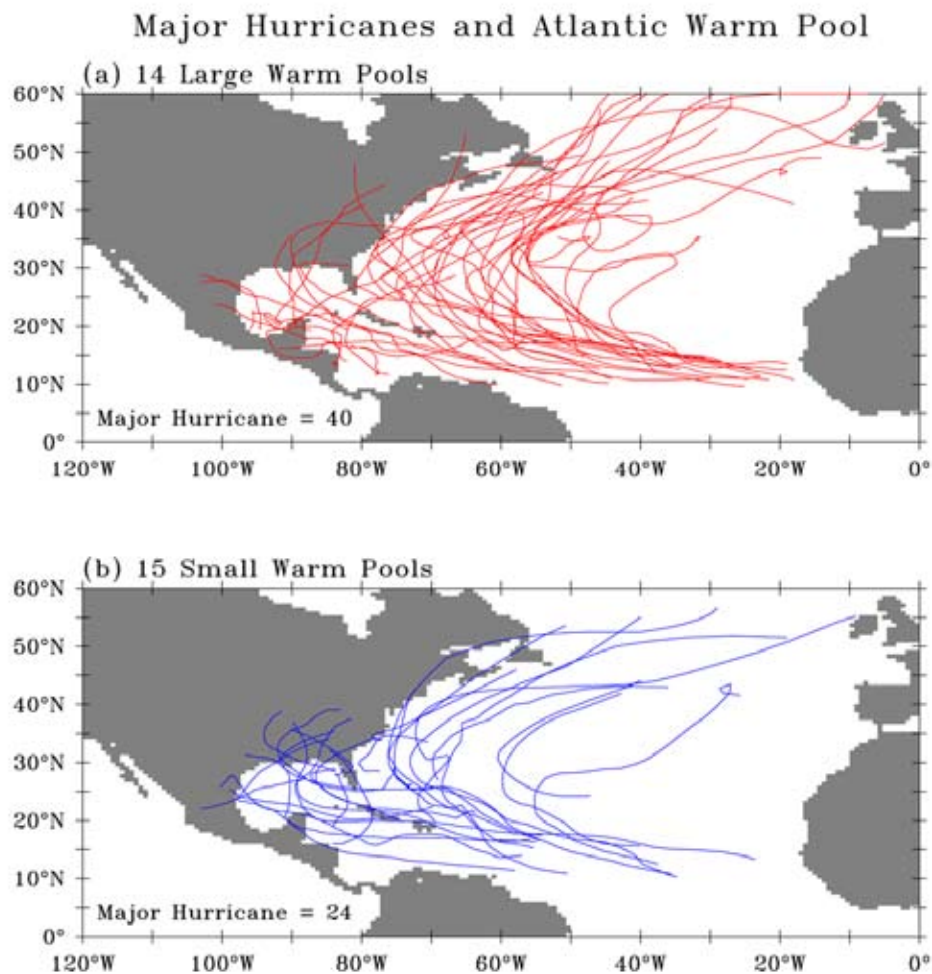 Major Hurricanes and Atlantic Warm Pool
(a) 14 Large Warm Pools
60°N
50°N
40°N
30°N
20°N
10°N
Major Hurricane = 40
0°
120°W 100°W 80°W 60°W 40°W 20°W 0°
(b) 15 Small Warm Pools
60°N
50°N
40°N
30°N
20°N
10°N
Major Hurricane = 24
0°
120°W 100°W 80°W 60°W 40°W 20°W 0°